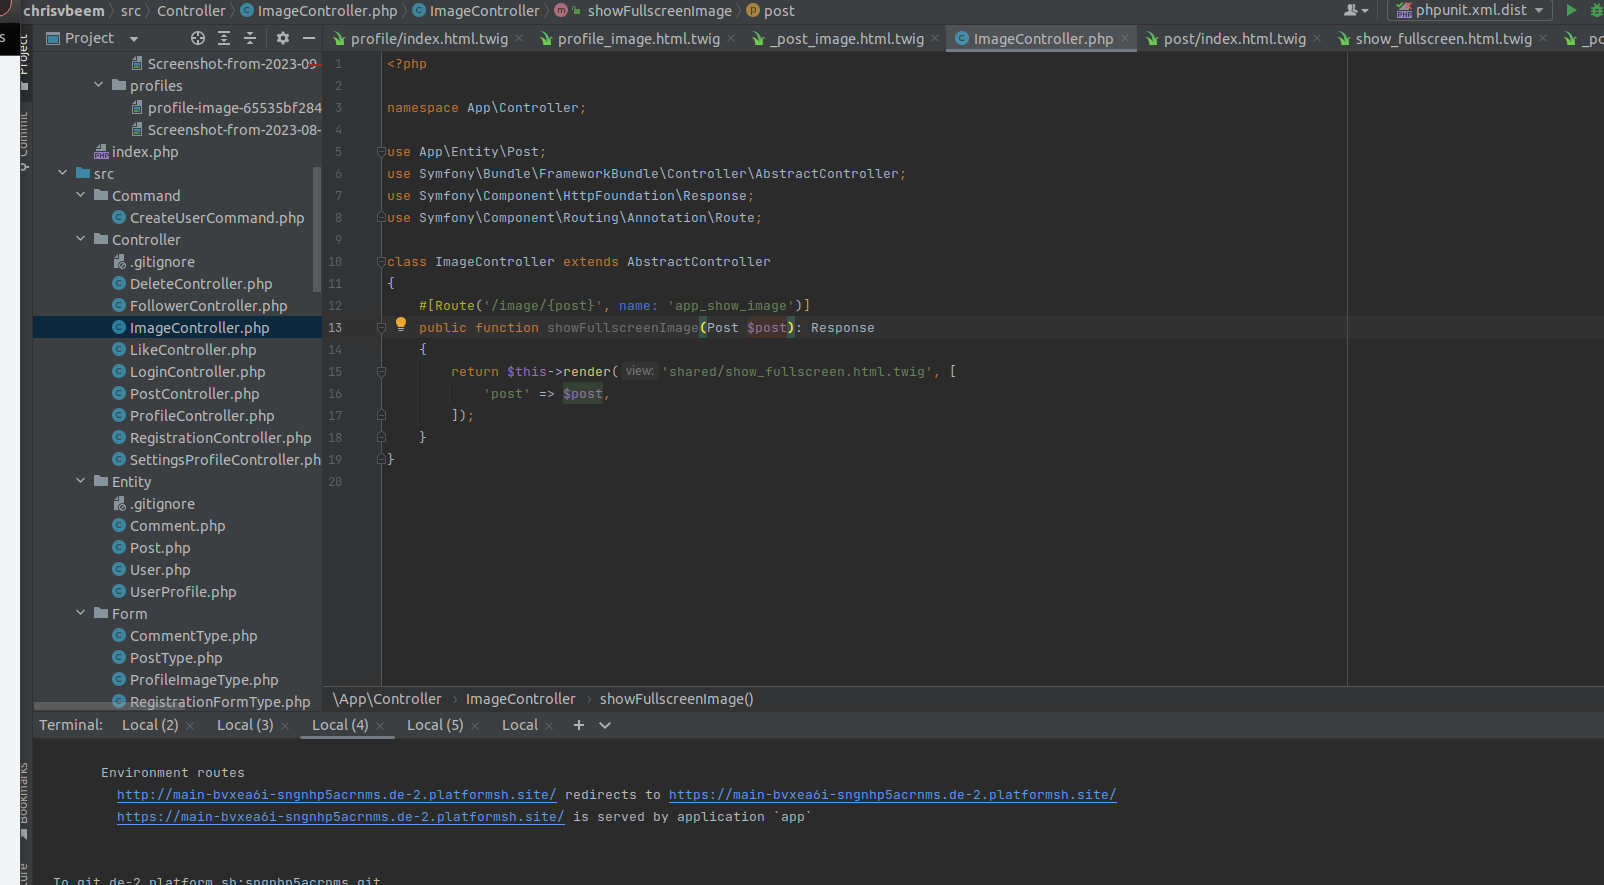 chrisvbeem src Controller ImageController.php ImageController showFullscreenImage post phpunit.xml.dist
Project profile/index.html.twig profile_image.html.twig _post_image.html.twig ImageController.php post/index.html.twig show_fullscreen.html.twig _po
s
Project
Commit
Screenshot-from-2023-09-
profiles
profile-image-65535bf284
Screenshot-from-2023-08-
index.php
src
Command
CreateUserCommand.php
Controller
.gitignore
DeleteController.php
FollowerController.php
ImageController.php
LikeController.php
LoginController.php
PostController.php
ProfileController.php
RegistrationController.php
SettingsProfileController.ph
Entity
.gitignore
Comment.php
Post.php
User.php
UserProfile.php
Form
CommentType.php
PostType.php
ProfileImageType.php
RegistrationFormType.php
1 <?php
2
3 namespace App\Controller;
4
5 use App\Entity\Post;
6 use Symfony\Bundle\FrameworkBundle\Controller\AbstractController;
7 use Symfony\Component\HttpFoundation\Response;
8 use Symfony\Component\Routing\Annotation\Route;
9
10 class ImageController extends AbstractController
11 {
12 #[Route('/image/{post}', name: 'app_show_image')]
13 public function showFullscreenImage(Post $post): Response
14 {
15 return $this->render( view: 'shared/show_fullscreen.html.twig', [
16 'post' => $post,
17 ]);
18 }
19 }
20
\App\Controller ImageController showFullscreenImage()
Terminal: Local (2) Local (3) Local (4) Local (5) Local
Bookmarks
Environment routes
http://main-bvxea6i-sngnhp5acrnms.de-2.platformsh.site/ redirects to https://main-bvxea6i-sngnhp5acrnms.de-2.platformsh.site/
https://main-bvxea6i-sngnhp5acrnms.de-2.platformsh.site/ is served by application `app`
To git.de-2.platform.sh:sngnhp5acrnms.git